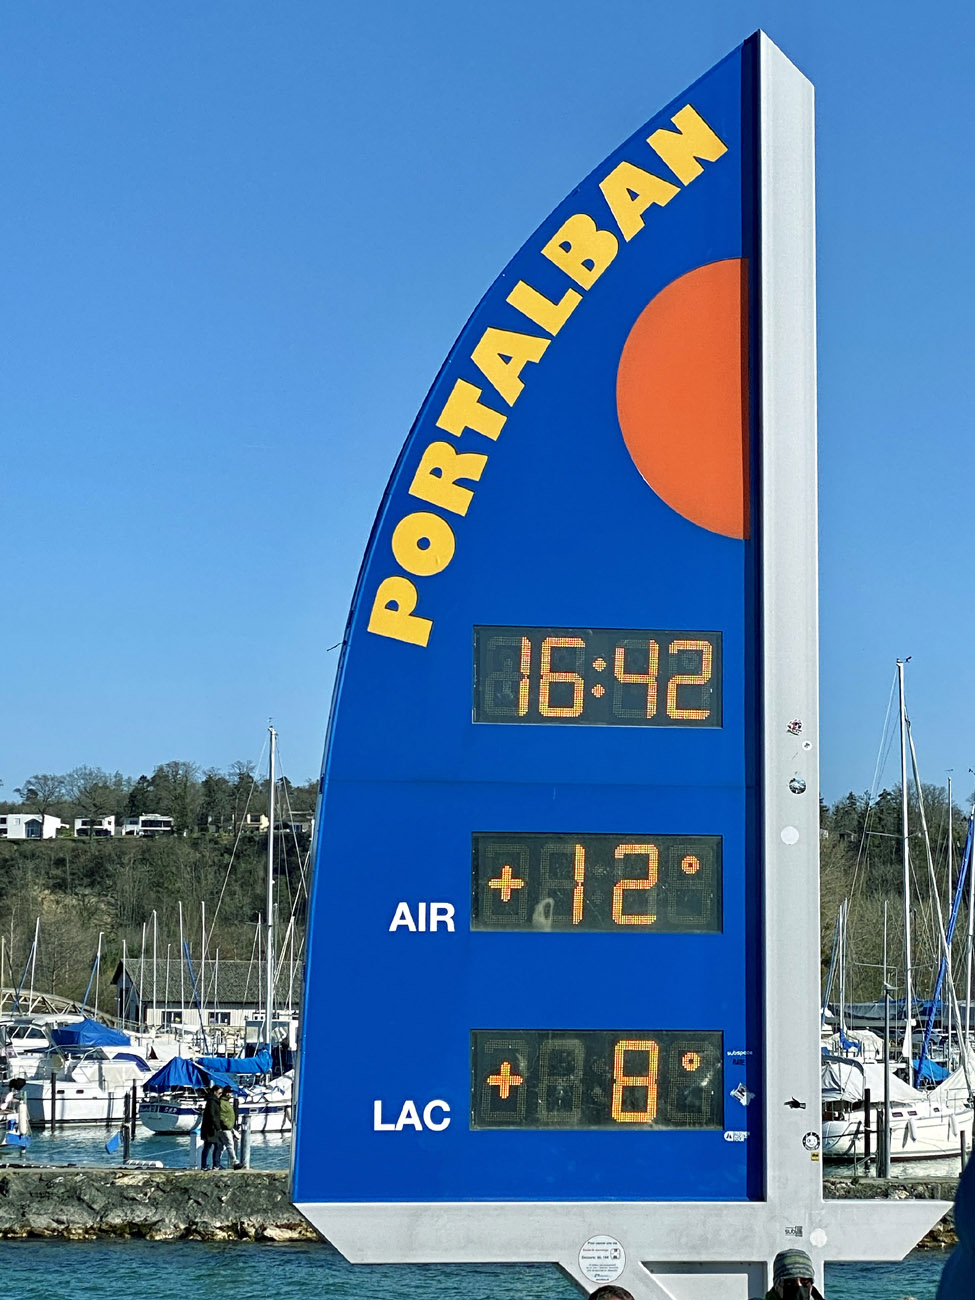 PORTALBAN
16:42
AIR +12°
LAC +8°